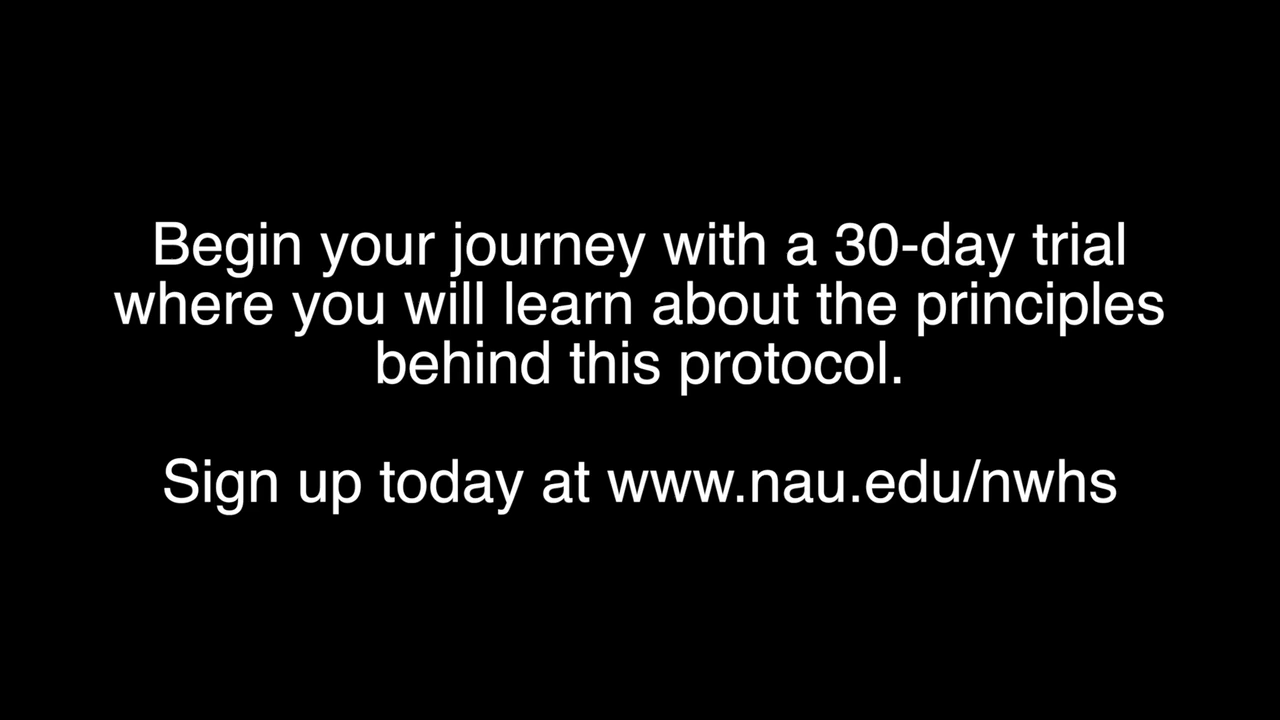 Begin your journey with a 30-day trial
where you will learn about the principles
behind this protocol.
Sign up today at www.nau.edu/nwhs